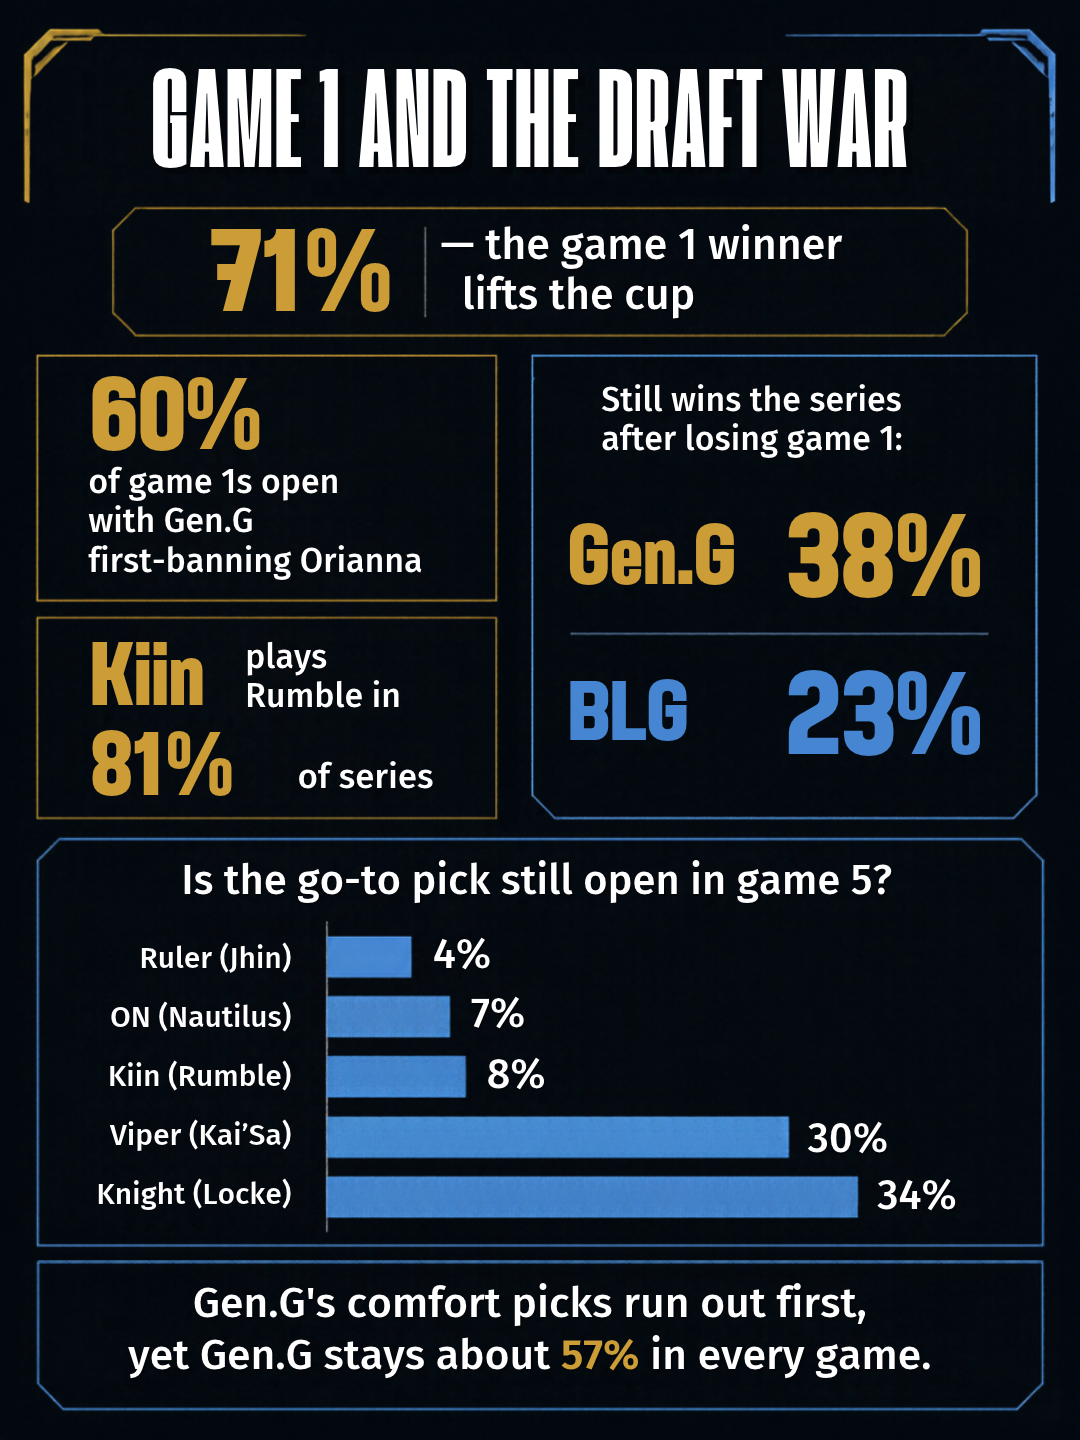 GAME 1 AND THE DRAFT WAR
71%
— the game 1 winner
lifts the cup
60%
of game 1s open
with Gen.G
first-banning Orianna
Kiin plays
Rumble in
81% of series
Still wins the series
after losing game 1:
Gen.G 38%
BLG 23%
Is the go-to pick still open in game 5?
Ruler (Jhin) 4%
ON (Nautilus) 7%
Kiin (Rumble) 8%
Viper (Kai’Sa) 30%
Knight (Locke) 34%
Gen.G's comfort picks run out first,
yet Gen.G stays about 57% in every game.